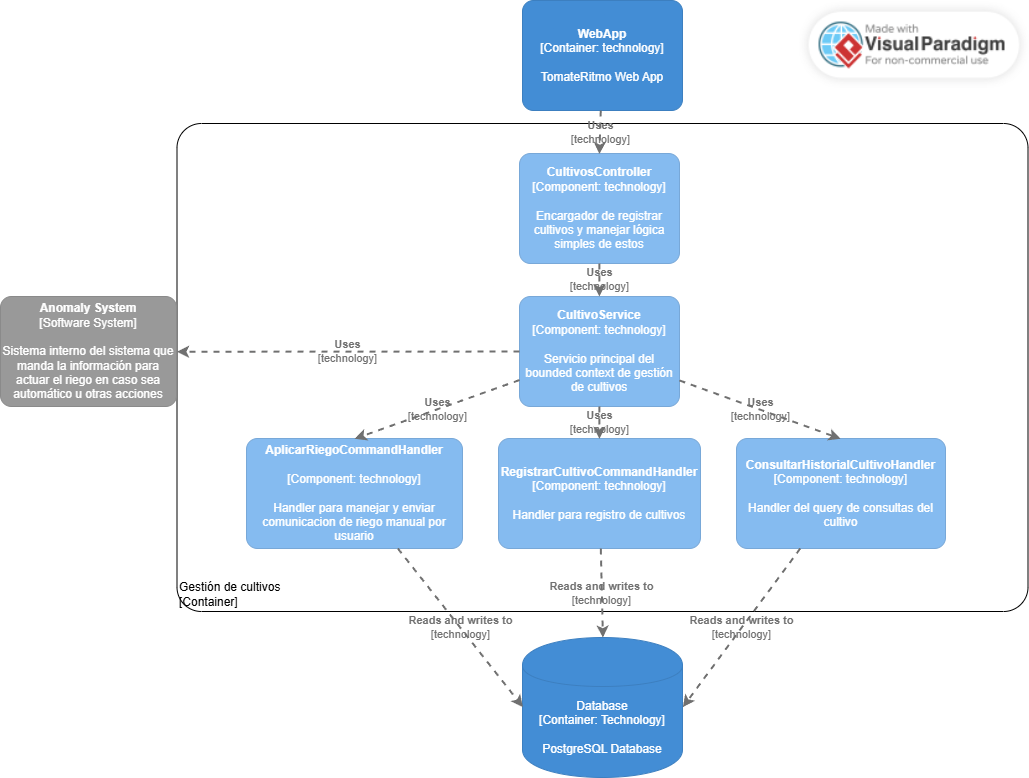 WebApp
[Container: technology]
TomateRitmo Web App
Made with
Visual Paradigm
For non-commercial use
Uses
[technology]
CultivosController
[Component: technology]
Encargador de registrar
cultivos y manejar lógica
simples de estos
Uses
[technology]
Anomaly System
[Software System]
Sistema interno del sistema que
manda la información para
actuar el riego en caso sea
automático u otras acciones
Uses
[technology]
CultivoService
[Component: technology]
Servicio principal del
bounded context de gestión
de cultivos
Uses
[technology]
Uses
[technology]
Uses
[technology]
AplicarRiegoCommandHandler
[Component: technology]
Handler para manejar y enviar
comunicacion de riego manual por
usuario
RegistrarCultivoCommandHandler
[Component: technology]
Handler para registro de cultivos
ConsultarHistorialCultivoHandler
[Component: technology]
Handler del query de consultas del
cultivo
Gestión de cultivos
[Container]
Reads and writes to
[technology]
Reads and writes to
[technology]
Reads and writes to
[technology]
Database
[Container: Technology]
PostgreSQL Database